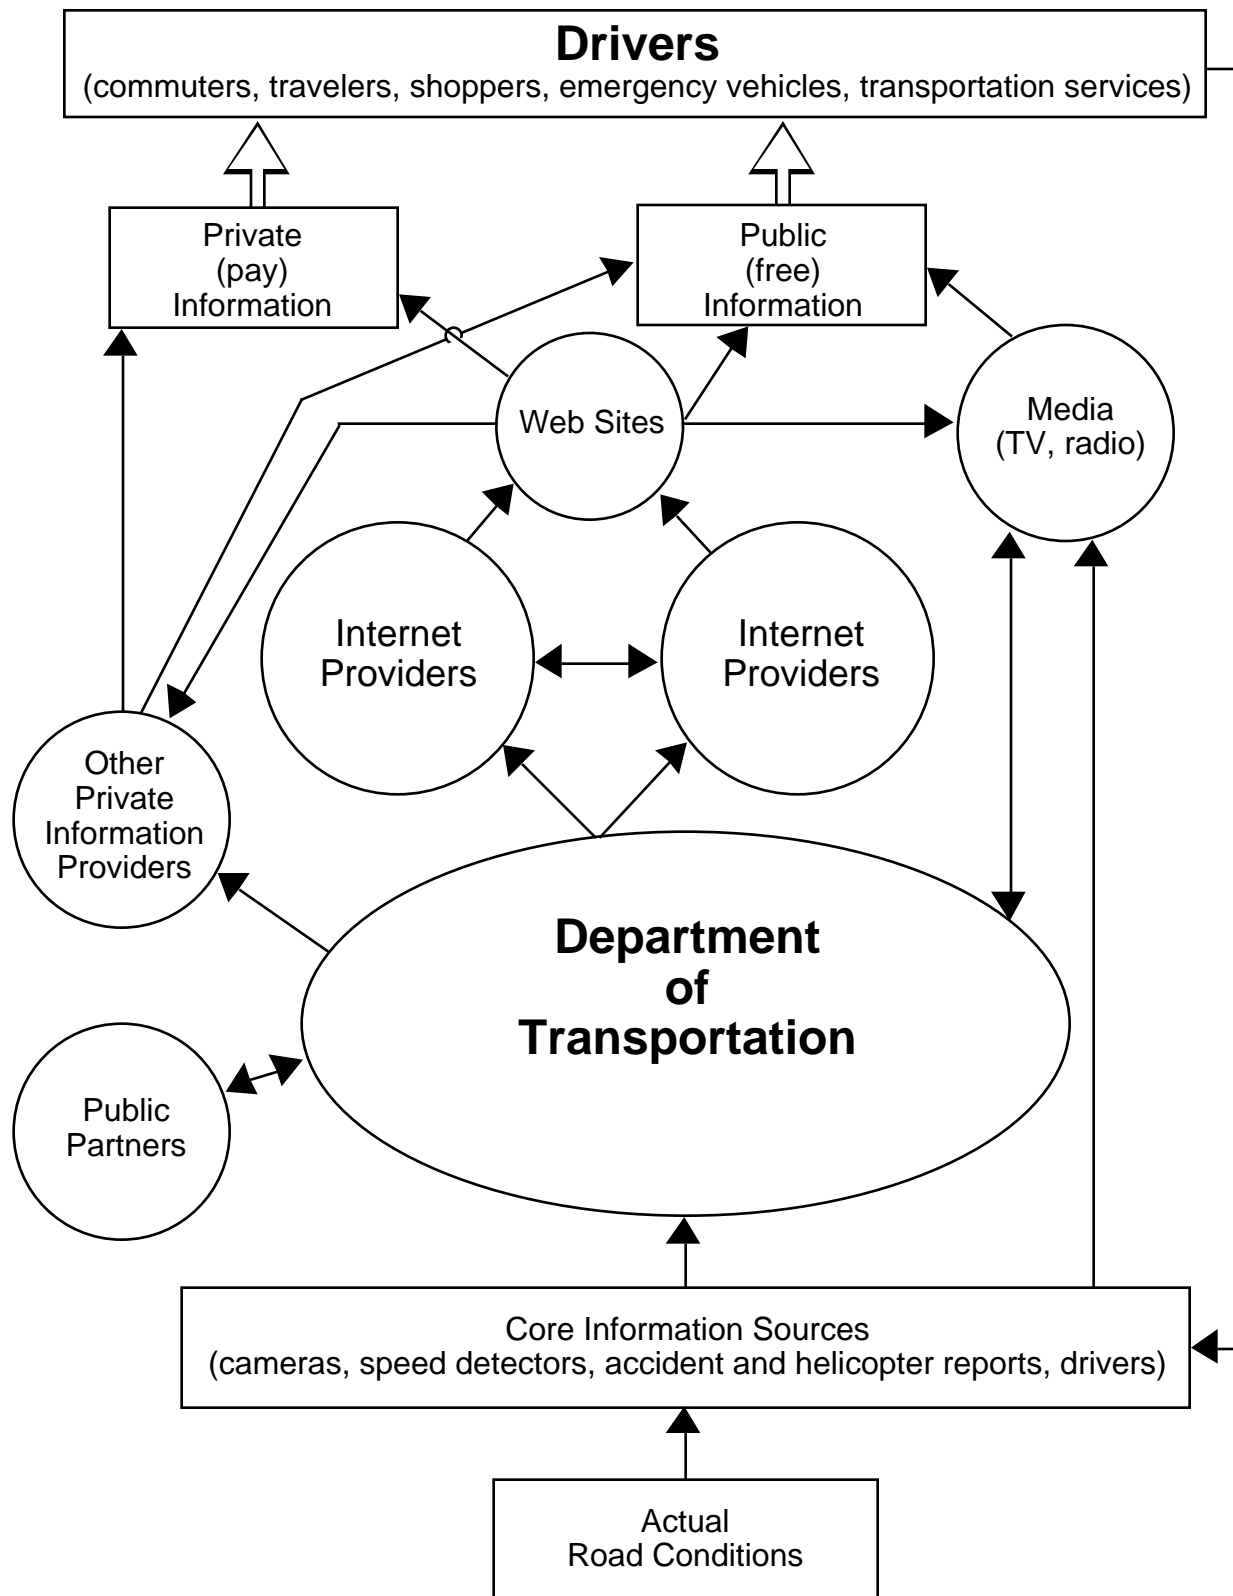 Drivers
(commuters, travelers, shoppers, emergency vehicles, transportation services)
Private
(pay)
Information
Public
(free)
Information
Web Sites
Media
(TV, radio)
Internet
Providers
Internet
Providers
Other
Private
Information
Providers
Department
of
Transportation
Public
Partners
Core Information Sources
(cameras, speed detectors, accident and helicopter reports, drivers)
Actual
Road Conditions